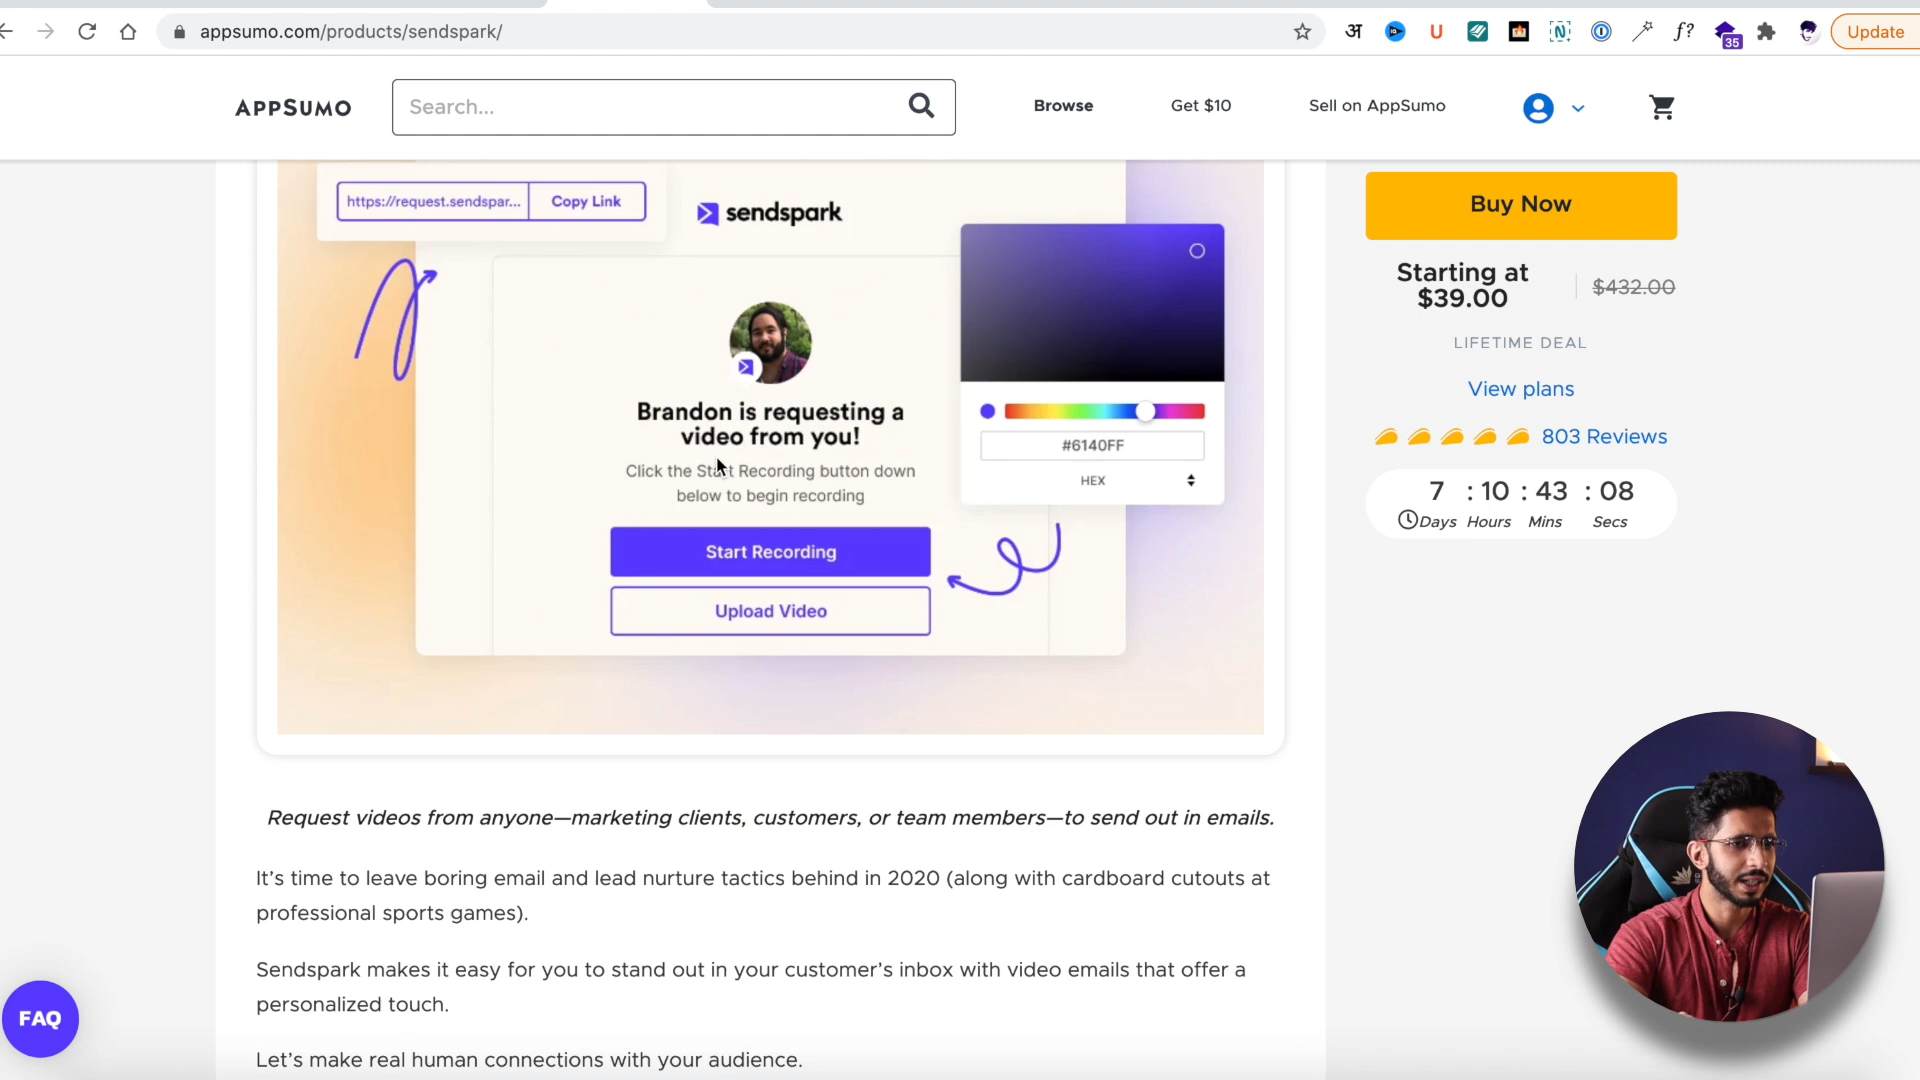 appsumo.com/products/sendspark/
अ
U
N
f?
35
Update
APPSUMO
Search...
Browse
Get $10
Sell on AppSumo
https://request.sendspar...
Copy Link
sendspark
Brandon is requesting a
video from you!
Click the Start Recording button down
below to begin recording
Start Recording
Upload Video
#6140FF
HEX
Buy Now
Starting at
$39.00
$432.00
LIFETIME DEAL
View plans
803 Reviews
7 : 10 : 43 : 08
Days Hours Mins Secs
Request videos from anyone—marketing clients, customers, or team members—to send out in emails.
It’s time to leave boring email and lead nurture tactics behind in 2020 (along with cardboard cutouts at
professional sports games).
Sendspark makes it easy for you to stand out in your customer’s inbox with video emails that offer a
personalized touch.
Let’s make real human connections with your audience.
FAQ